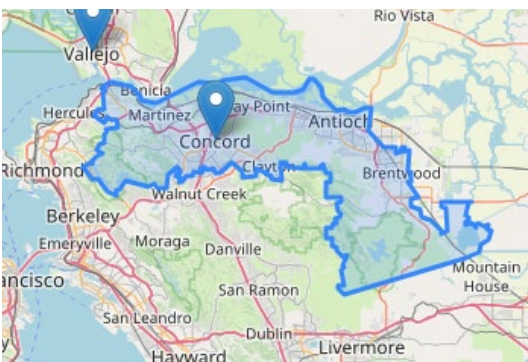 Rio Vista
Vallejo
Benicia
Hercules
Martinez
Bay Point
Antioch
Concord
Clayton
Richmond
Brentwood
Walnut Creek
Berkeley
Emeryville
Moraga
Danville
Mountain
House
ancisco
San Ramon
San Leandro
Dublin
Livermore
Hayward